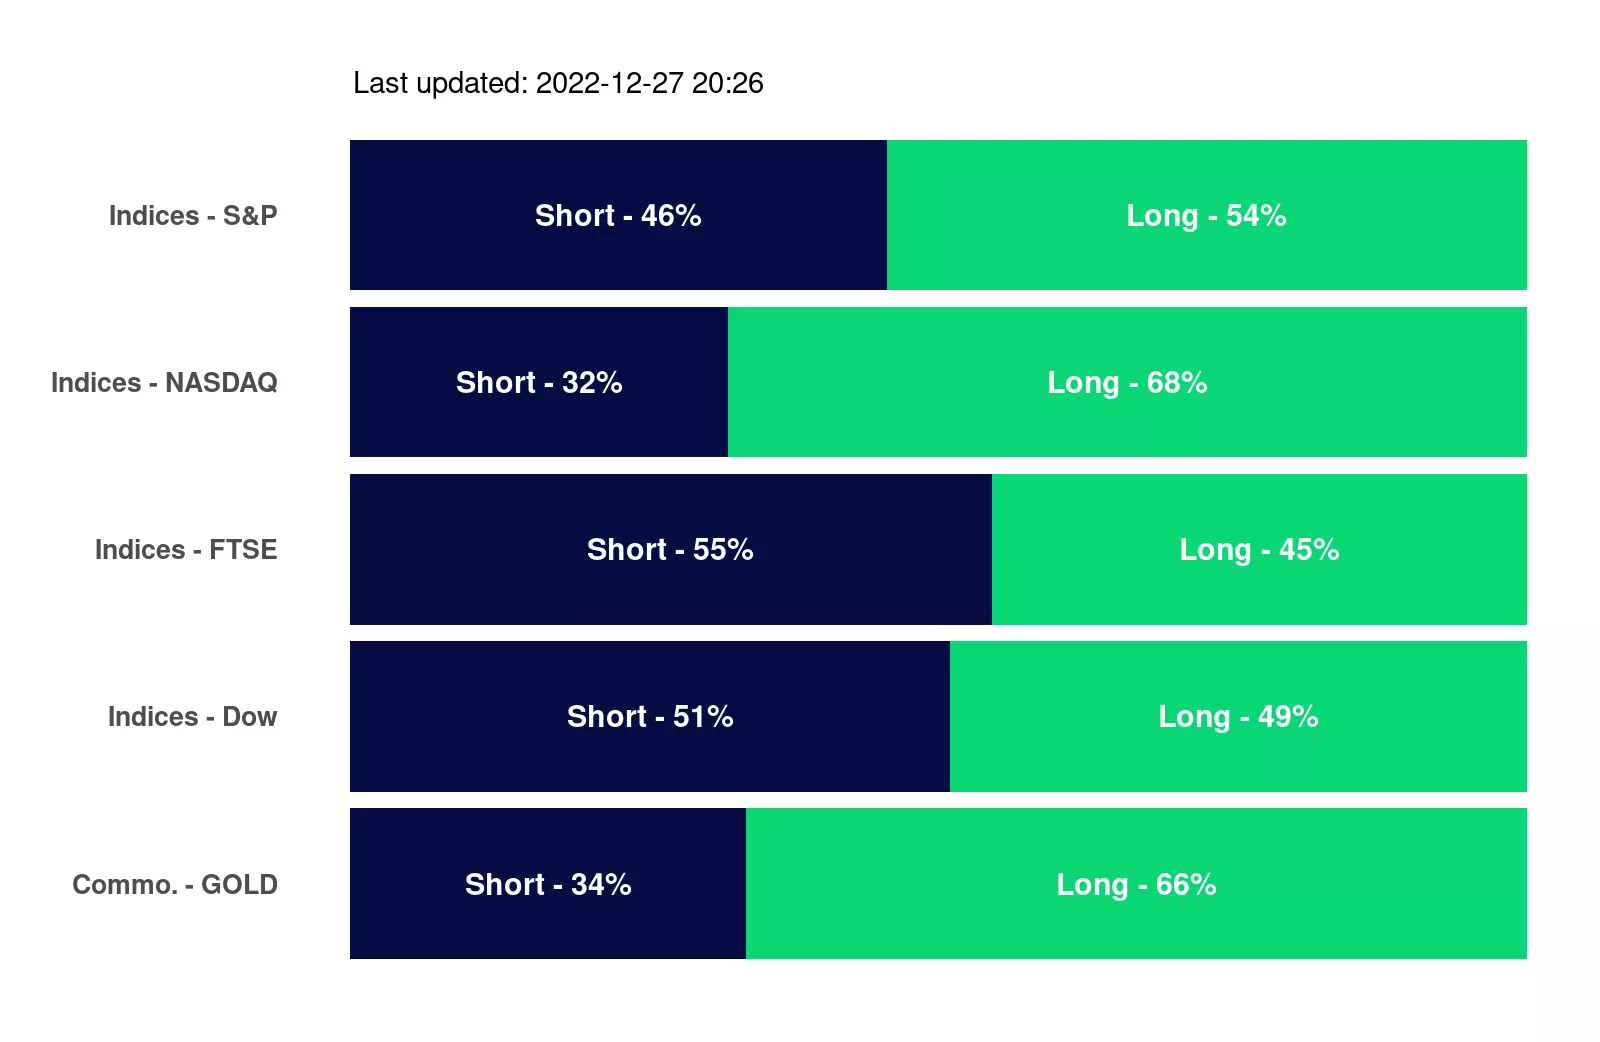 Last updated: 2022-12-27 20:26
Indices - S&P Short - 46% Long - 54%
Indices - NASDAQ Short - 32% Long - 68%
Indices - FTSE Short - 55% Long - 45%
Indices - Dow Short - 51% Long - 49%
Commo. - GOLD Short - 34% Long - 66%